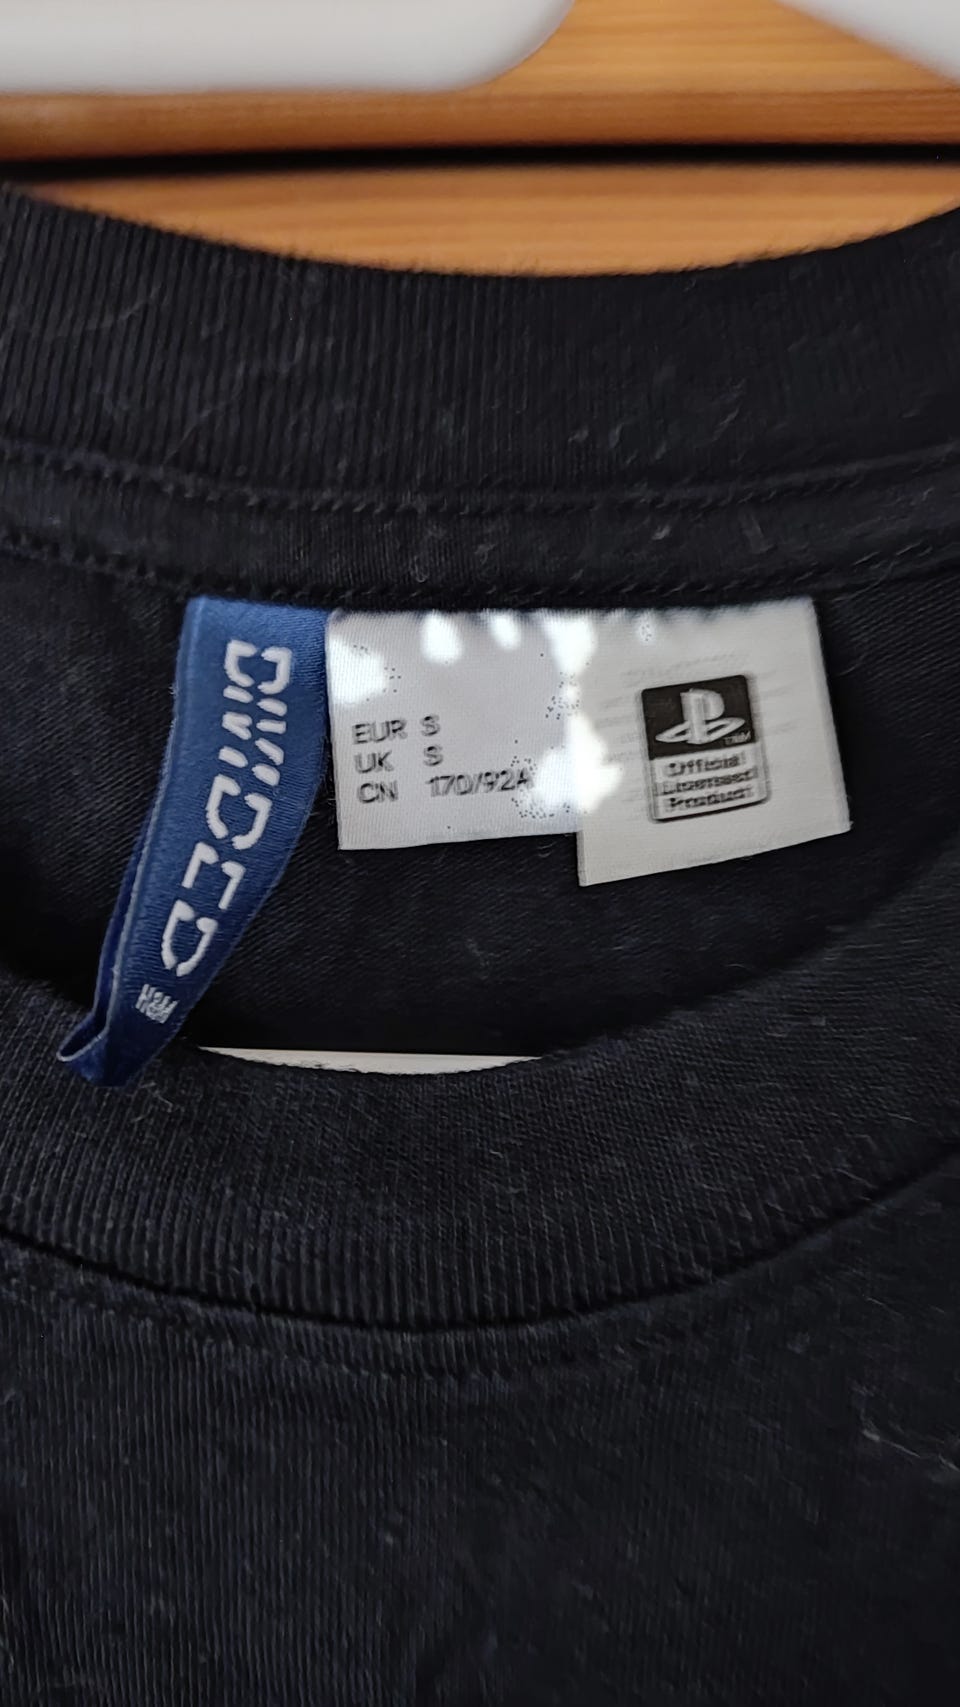 DIVIDED
H&M
EUR S
UK S
CN 170/92A
Official
Licensed
Product